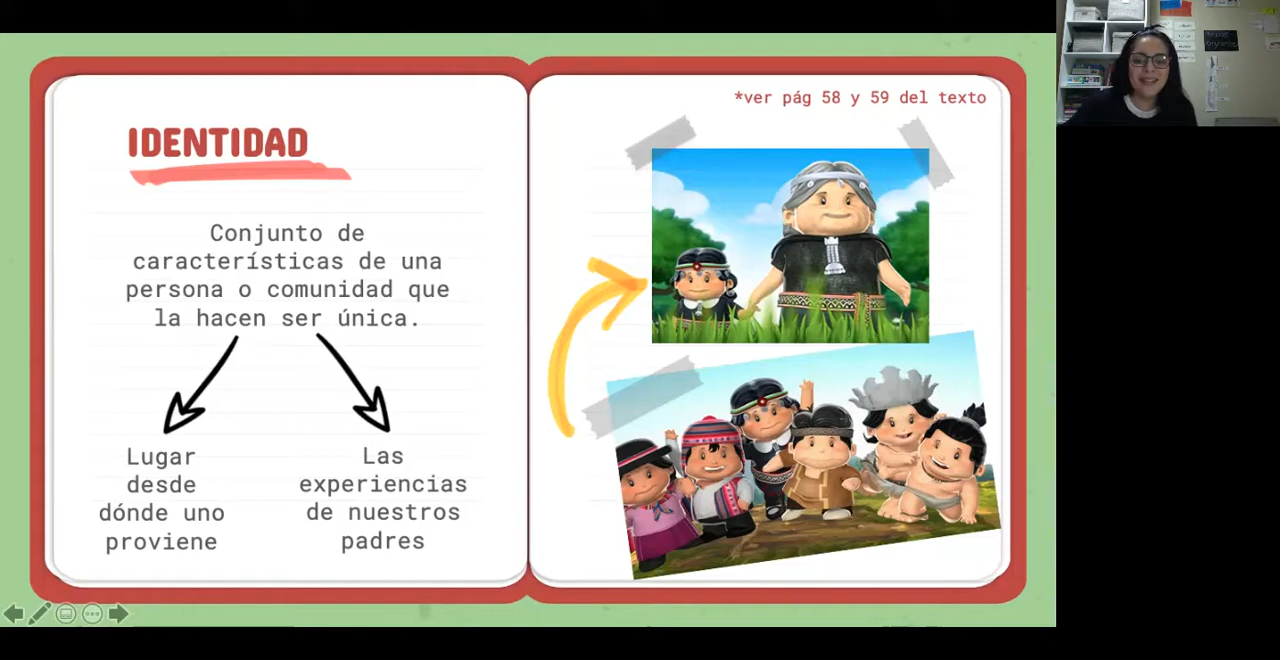 IDENTIDAD
Conjunto de
características de una
persona o comunidad que
la hacen ser única.
Lugar
desde
dónde uno
proviene
Las
experiencias
de nuestros
padres
*ver pág 58 y 59 del texto